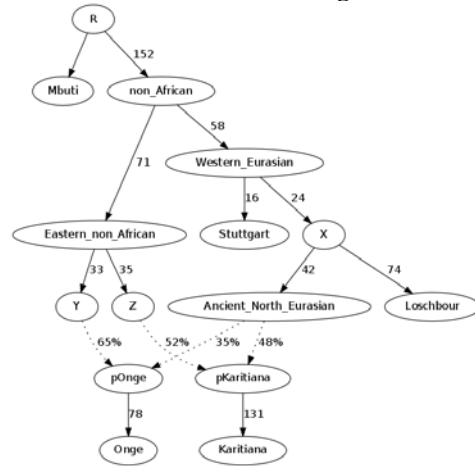 R
152
Mbuti
non_African
58
71
Western_Eurasian
16
24
Eastern_non_African
Stuttgart
X
33
35
42
74
Y
Z
Ancient_North_Eurasian
Loschbour
65%
52%
35%
48%
pOnge
pKaritiana
78
131
Onge
Karitiana